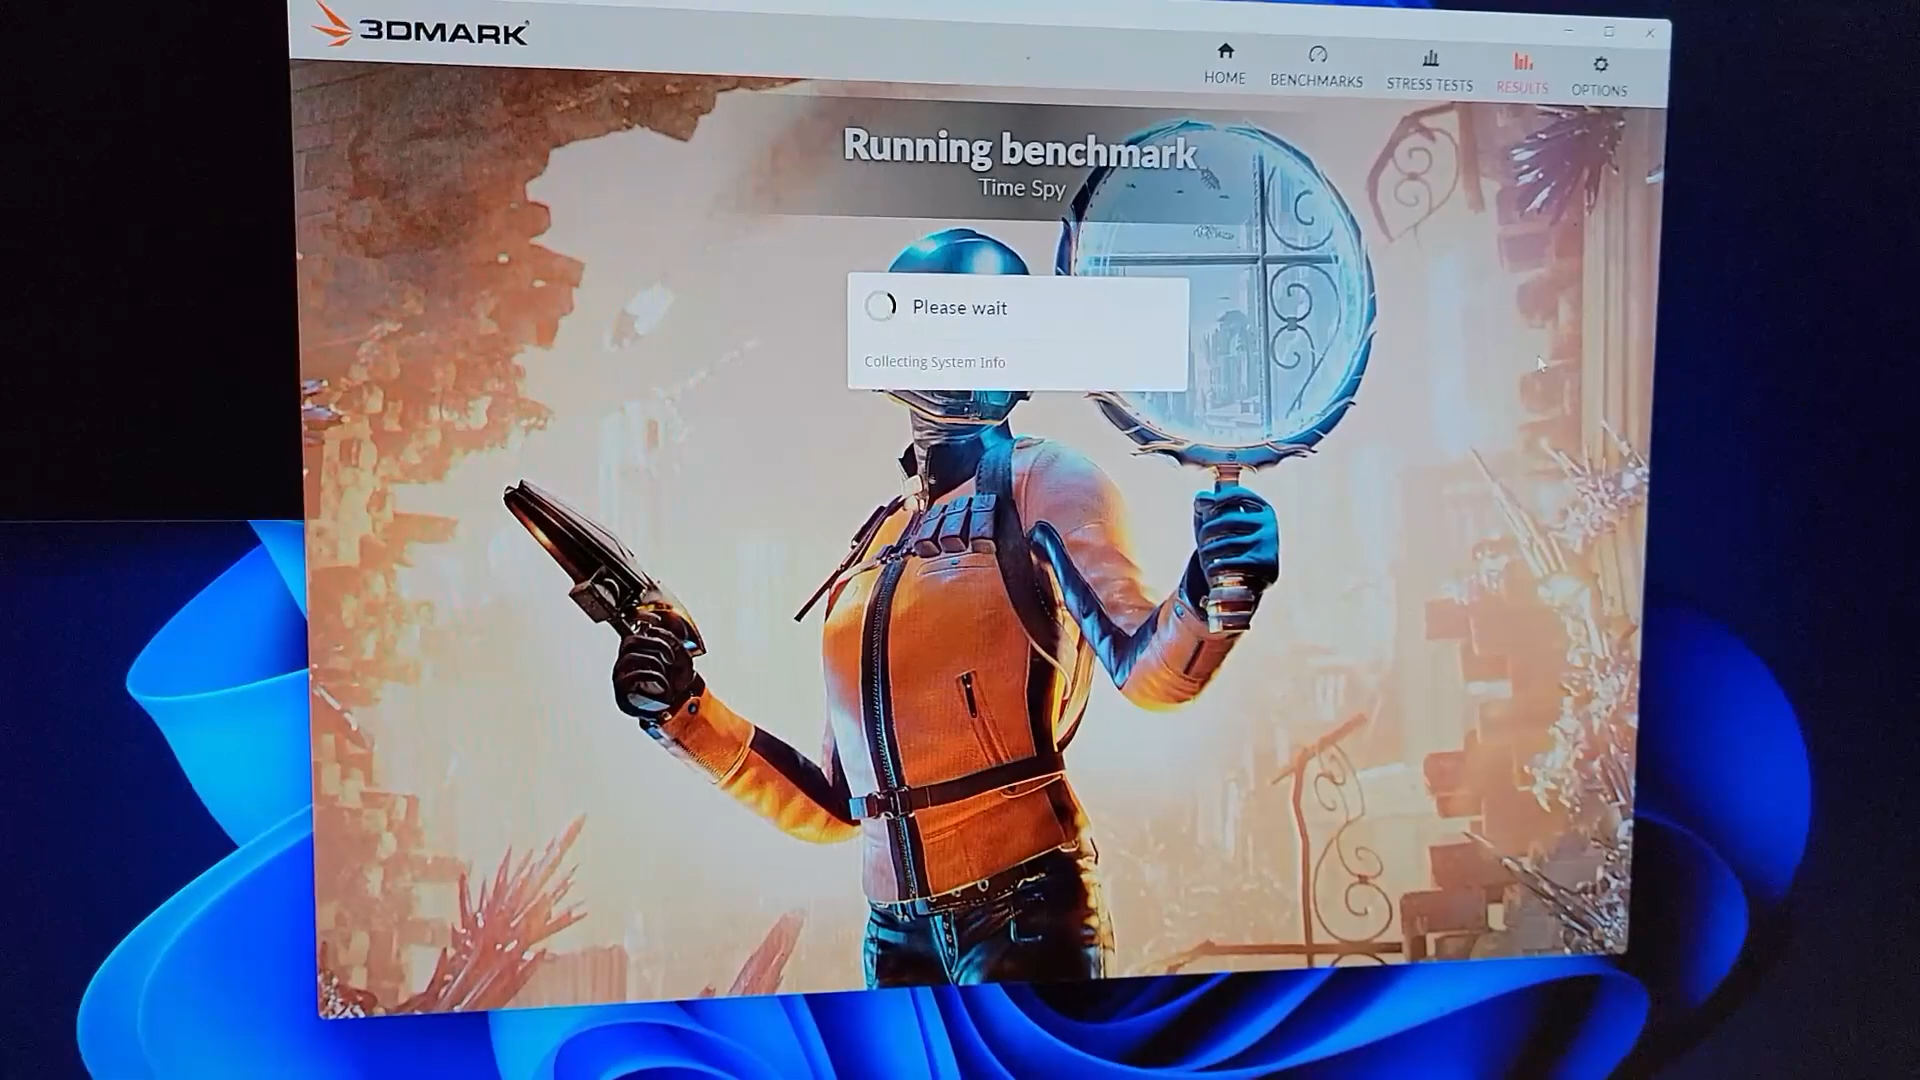 3DMARK
HOME
BENCHMARKS
STRESS TESTS
RESULTS
OPTIONS
Running benchmark
Time Spy
Please wait
Collecting System Info